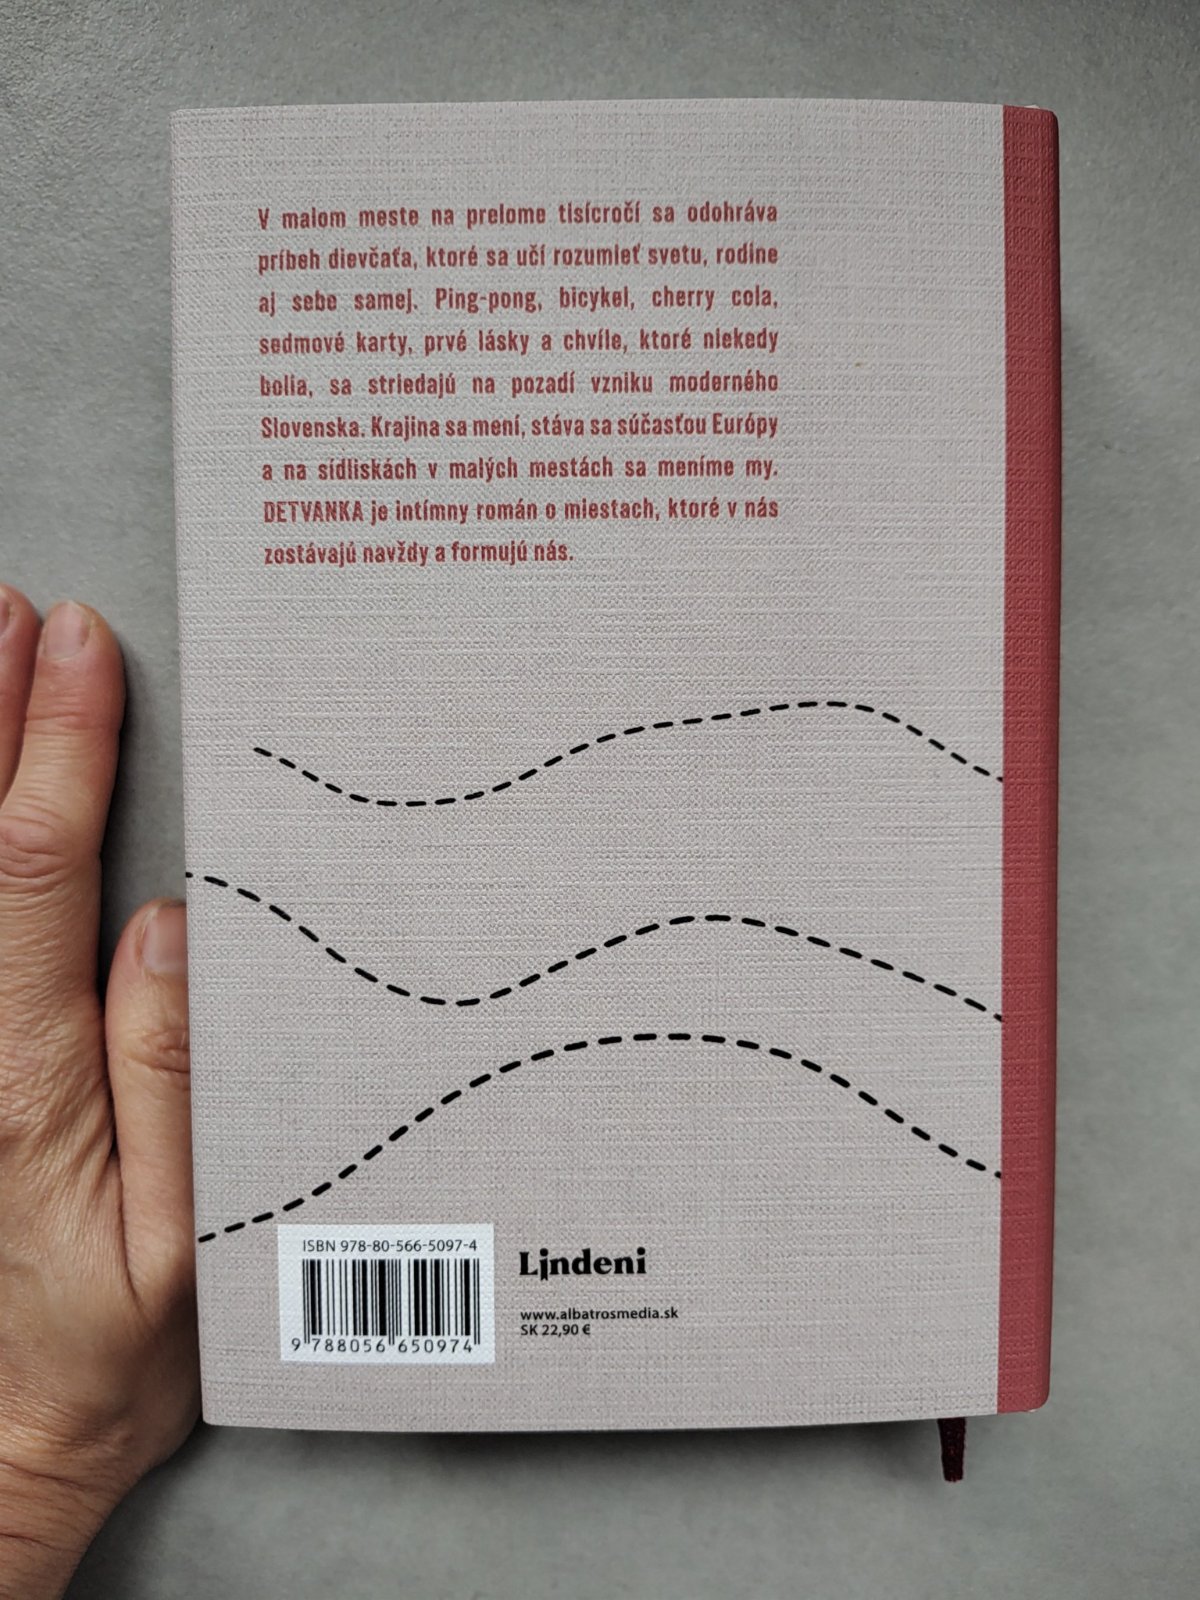 V malom meste na prelome tisícročí sa odohráva
príbeh dievčaťa, ktoré sa učí rozumieť svetu, rodine
aj sebe samej. Ping-pong, bicykel, cherry cola,
sedmové karty, prvé lásky a chvíle, ktoré niekedy
bolia, sa striedajú na pozadí vzniku moderného
Slovenska. Krajina sa mení, stáva sa súčasťou Európy
a na sídliskách v malých mestách sa meníme my.
DETVANKA je intímny román o miestach, ktoré v nás
zostávajú navždy a formujú nás.
ISBN 978-80-566-5097-4
9 788056 650974
Lindeni
www.albatrosmedia.sk
SK 22,90 €